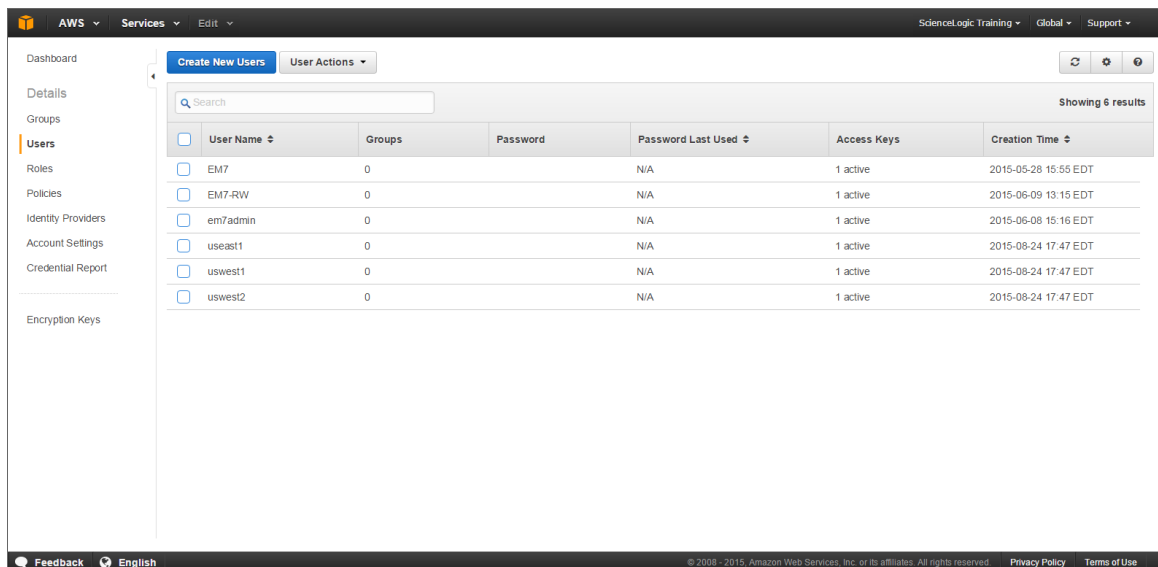 AWS Services Edit ScienceLogic Training Global Support
Dashboard
Details
Groups
Users
Roles
Policies
Identity Providers
Account Settings
Credential Report
Encryption Keys
Create New Users User Actions
Search Showing 6 results
User Name Groups Password Password Last Used Access Keys Creation Time
EM7 0 N/A 1 active 2015-05-28 15:55 EDT
EM7-RW 0 N/A 1 active 2015-06-09 13:15 EDT
em7admin 0 N/A 1 active 2015-06-08 15:16 EDT
useast1 0 N/A 1 active 2015-08-24 17:47 EDT
uswest1 0 N/A 1 active 2015-08-24 17:47 EDT
uswest2 0 N/A 1 active 2015-08-24 17:47 EDT
Feedback English © 2008 - 2015, Amazon Web Services, Inc. or its affiliates. All rights reserved. Privacy Policy Terms of Use